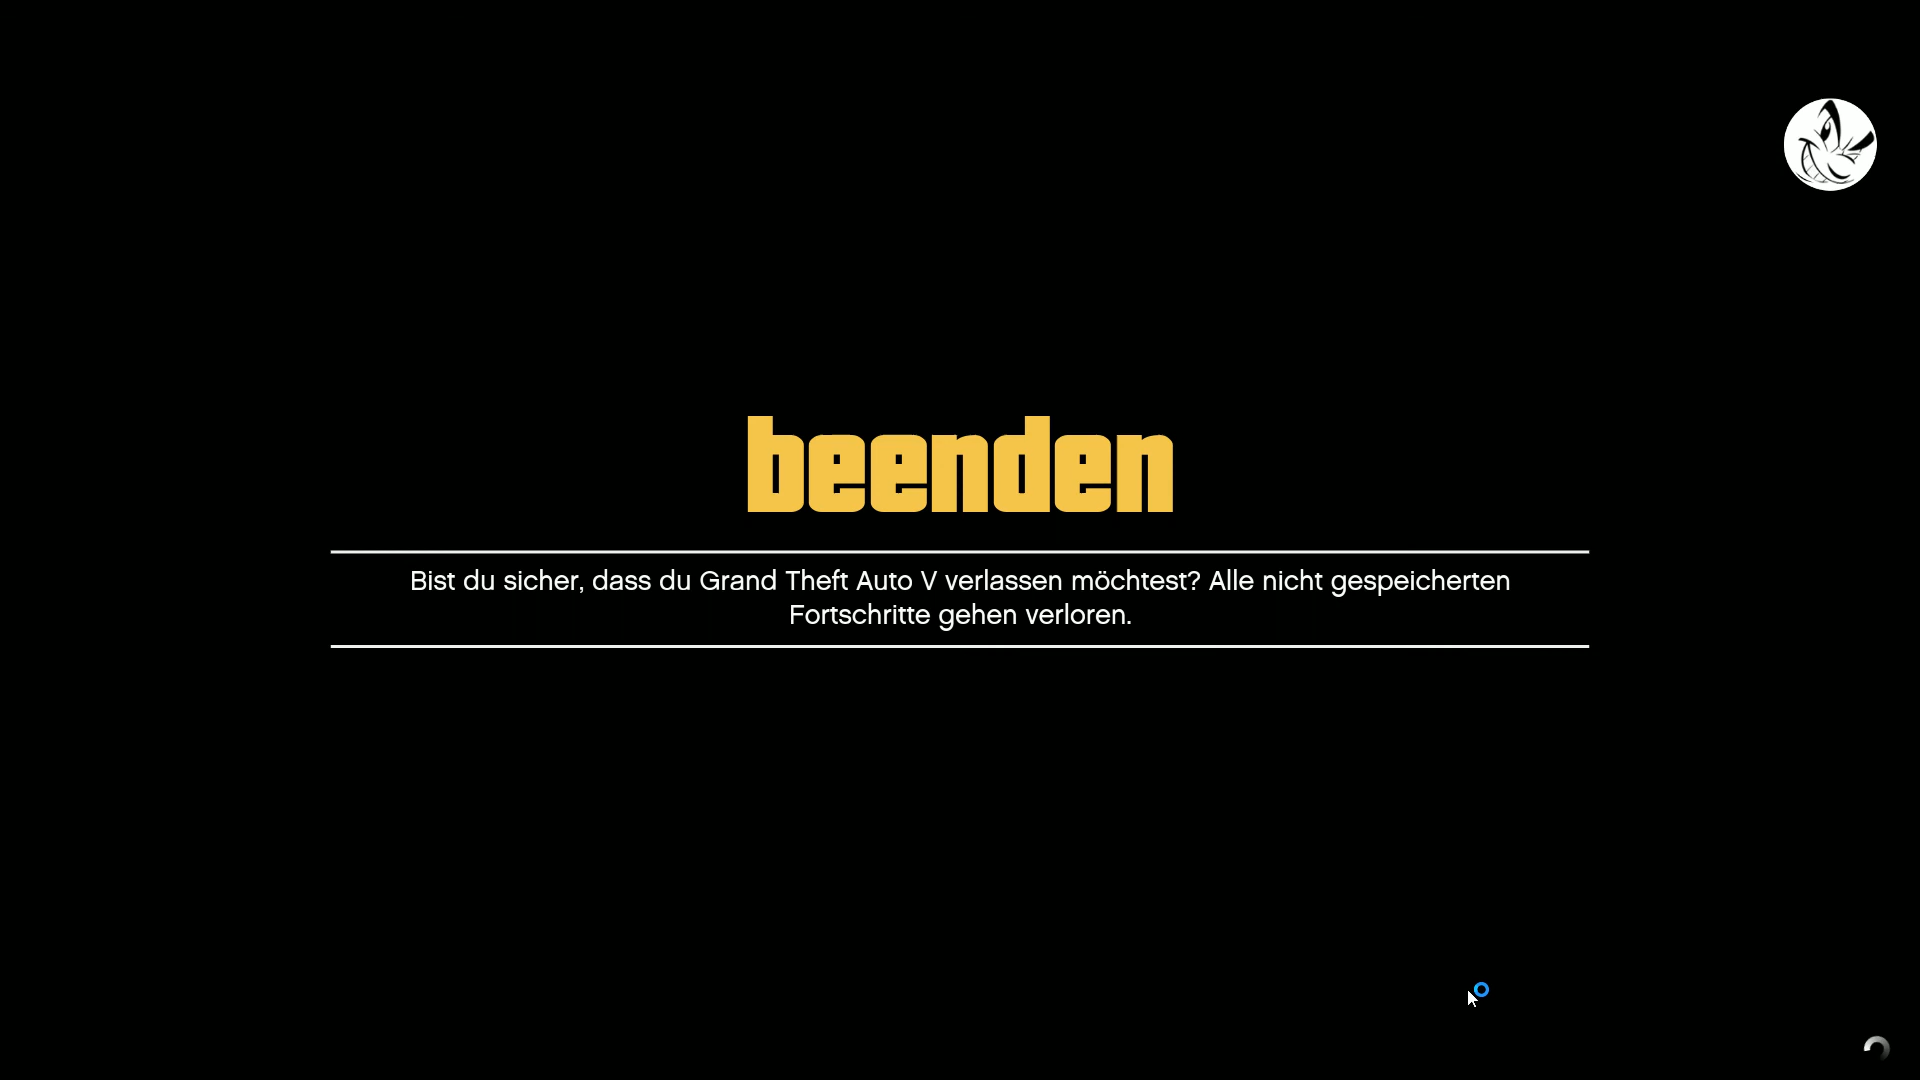 beenden
Bist du sicher, dass du Grand Theft Auto V verlassen möchtest? Alle nicht gespeicherten
Fortschritte gehen verloren.